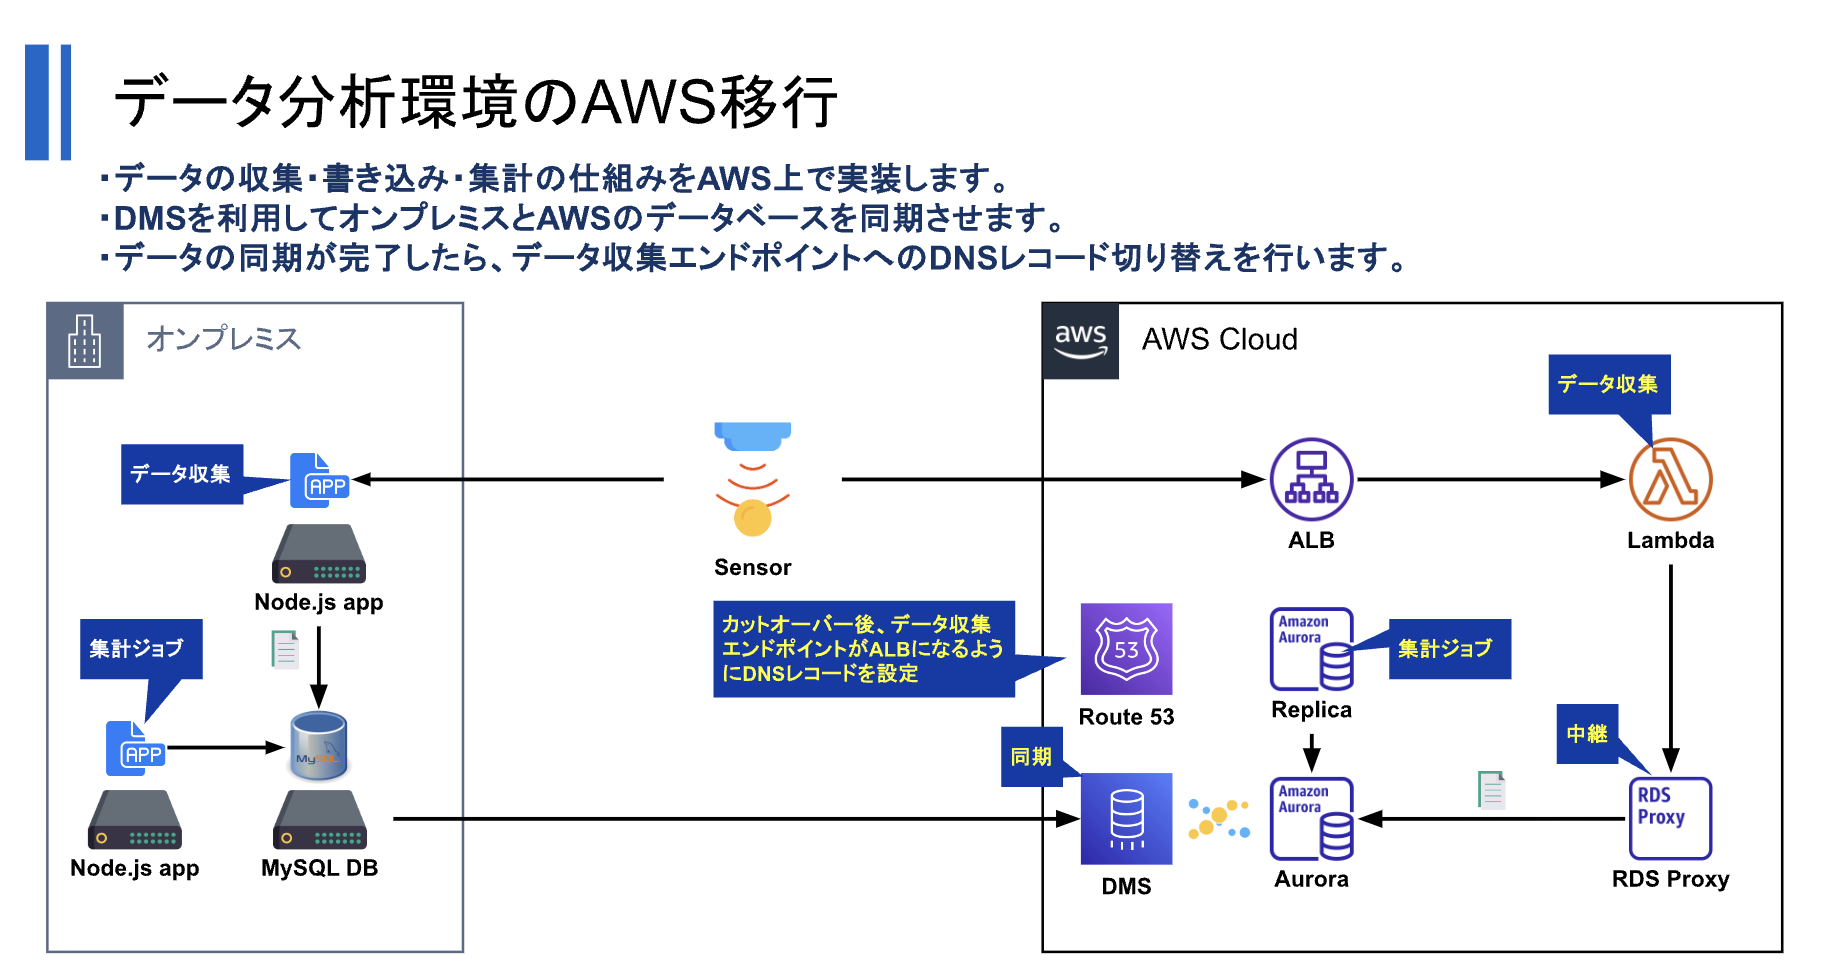 データ分析環境のAWS移行
・データの収集・書き込み・集計の仕組みをAWS上で実装します。
・DMSを利用してオンプレミスとAWSのデータベースを同期させます。
・データの同期が完了したら、データ収集エンドポイントへのDNSレコード切り替えを行います。
オンプレミス
データ収集
APP
Node.js app
集計ジョブ
APP
Node.js app
MySQL
MySQL DB
Sensor
カットオーバー後、データ収集
エンドポイントがALBになるよう
にDNSレコードを設定
aws
AWS Cloud
データ収集
ALB
Lambda
53
Route 53
Amazon
Aurora
集計ジョブ
Replica
同期
DMS
Amazon
Aurora
Aurora
中継
RDS
Proxy
RDS Proxy